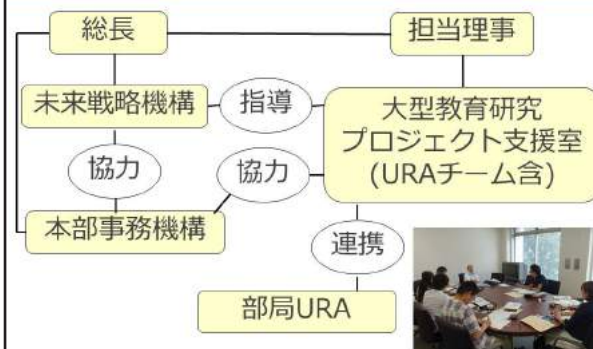 総長
担当理事
未来戦略機構
指導
大型教育研究
プロジェクト支援室
(URAチーム含)
協力
協力
本部事務機構
連携
部局URA